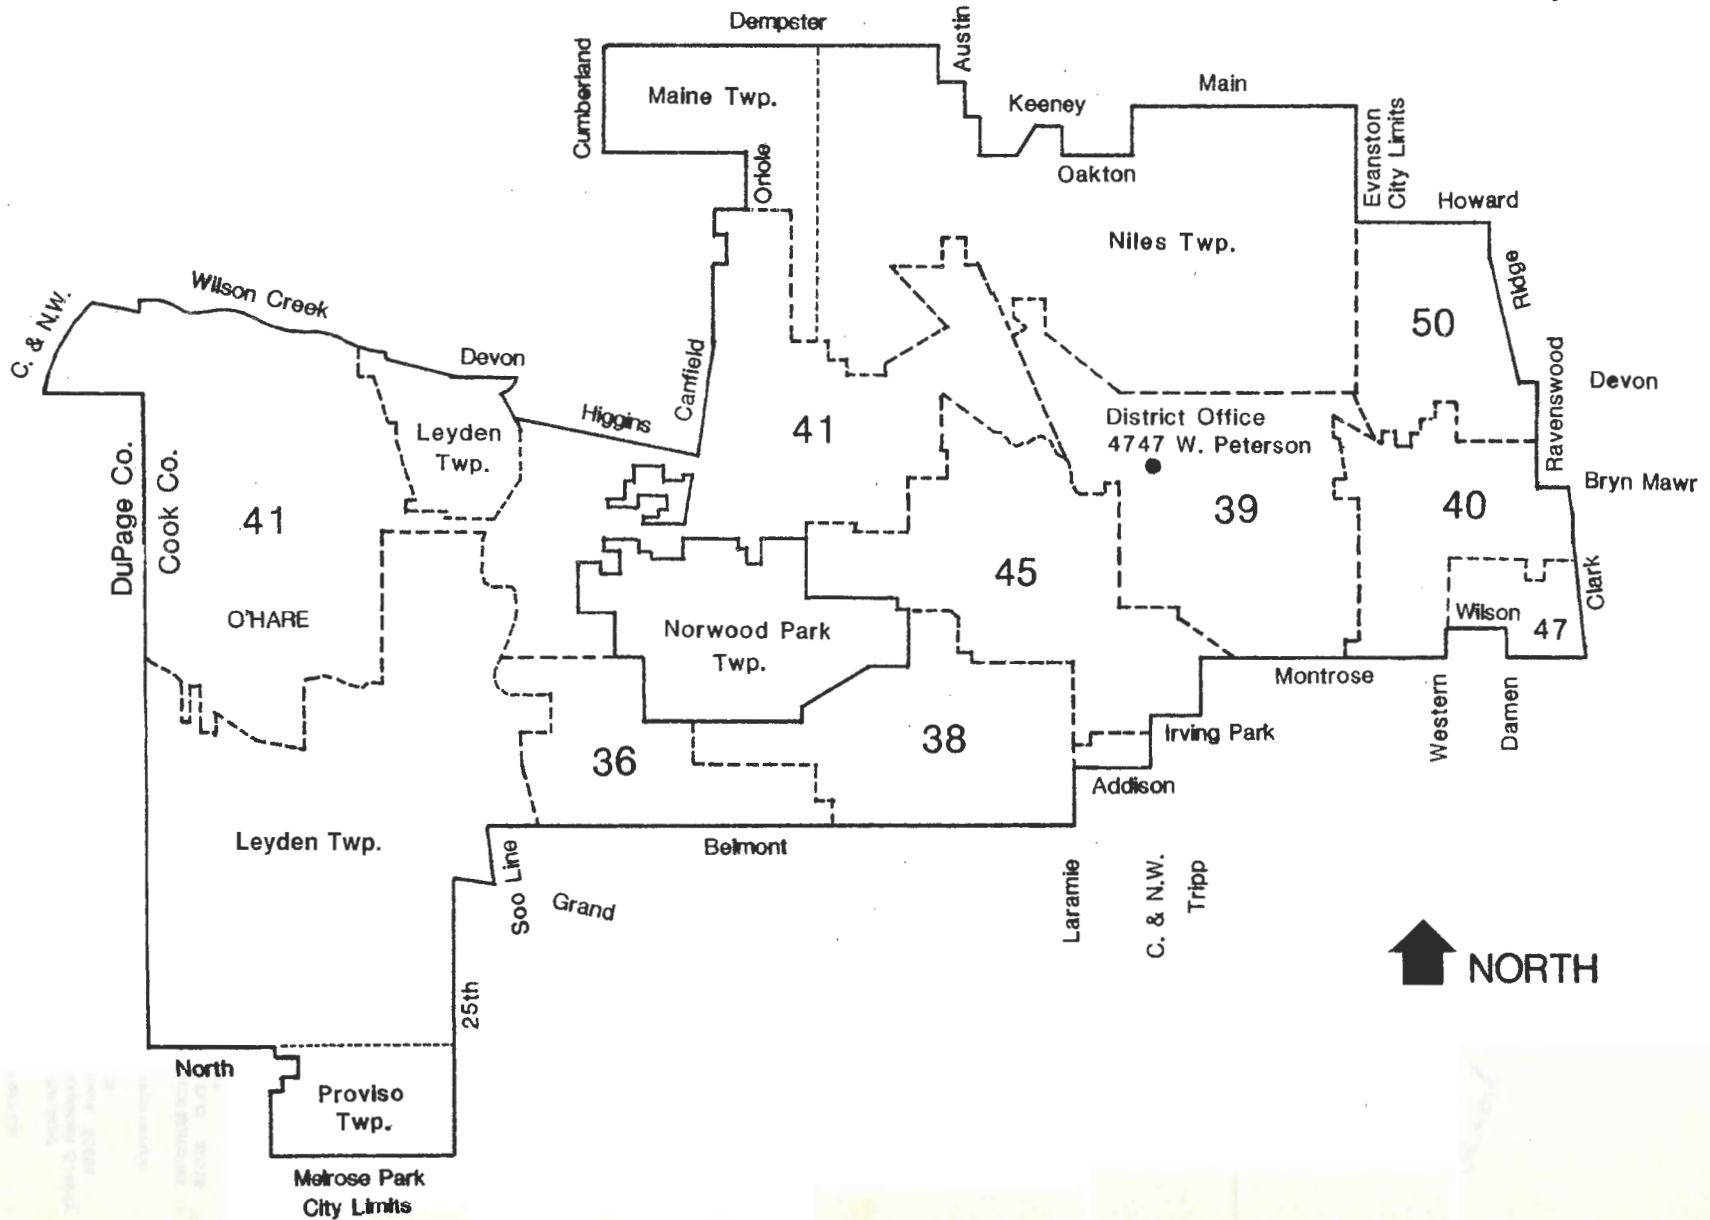 Dempster
Austin
Cumberland
Maine Twp.
Keeney
Main
Oriole
Oakton
Evanston
City Limits
Howard
Niles Twp.
Ridge
Wilson Creek
C. & N.W.
Devon
Canfield
50
Ravenswood
Devon
Higgins
Leyden
Twp.
41
District Office
4747 W. Peterson
DuPage Co.
Cook Co.
41
39
40
Bryn Mawr
45
Clark
O'HARE
Norwood Park
Twp.
Wilson
47
Montrose
Western
Damen
36
38
Irving Park
Addison
Leyden Twp.
Belmont
Soo Line
Grand
Laramie
C. & N.W.
Tripp
NORTH
25th
North
Proviso
Twp.
Melrose Park
City Limits